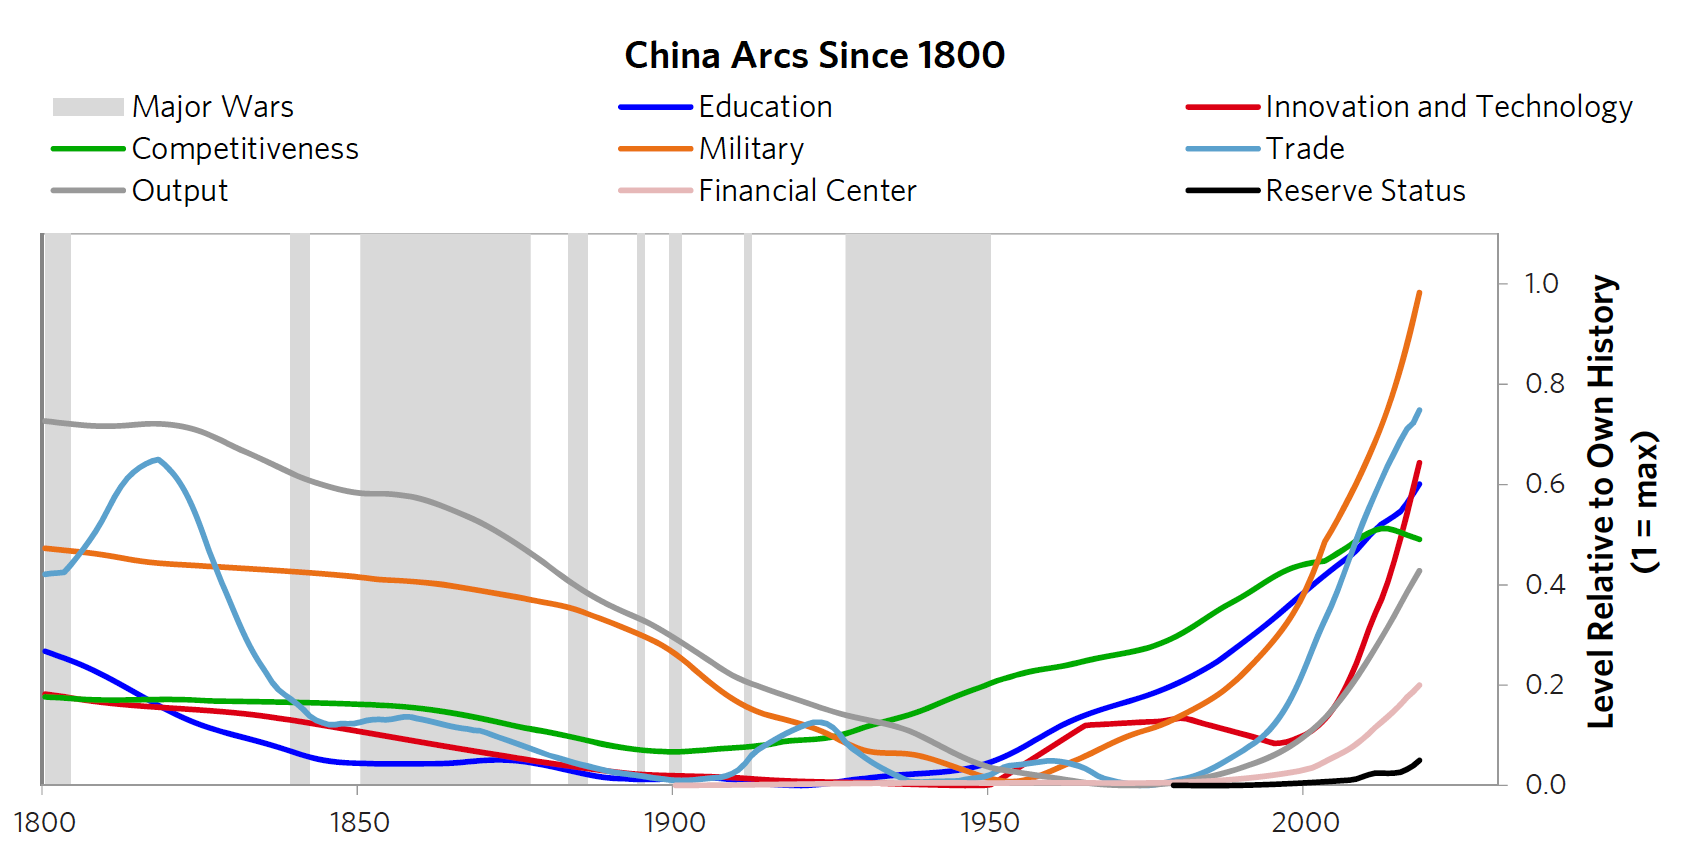 China Arcs Since 1800
Major Wars
Education
Innovation and Technology
Competitiveness
Military
Trade
Output
Financial Center
Reserve Status
1.0
0.8
0.6
0.4
0.2
0.0
Level Relative to Own History
(1 = max)
1800
1850
1900
1950
2000